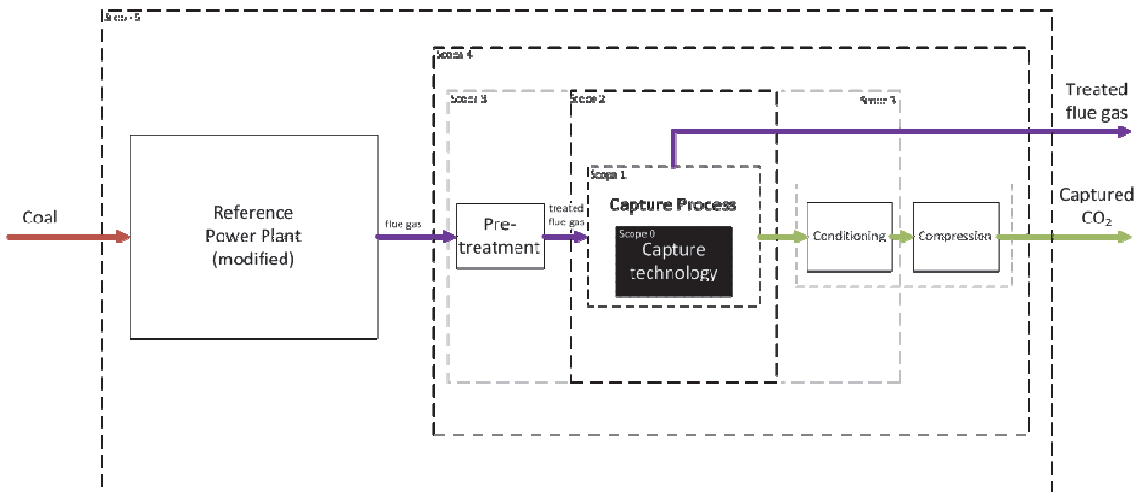 Scope 4
Scope 3
Scope 2
Treated
flue gas
Scope 1
Capture Process
Scope 0
Capture
technology
Coal
Reference
Power Plant
(modified)
flue gas
Pre-
treatment
treated
flue gas
Conditioning
Compression
Captured
CO₂